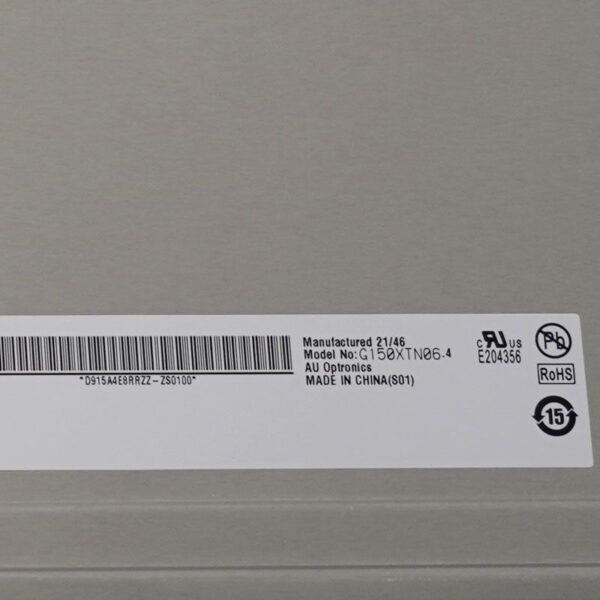 *D915A4E8RRZZ-ZS0100*
Manufactured 21/46
Model No:G150XTN06.4
AU Optronics
MADE IN CHINA(S01)
c RU us
E204356
Pb
RoHS
15